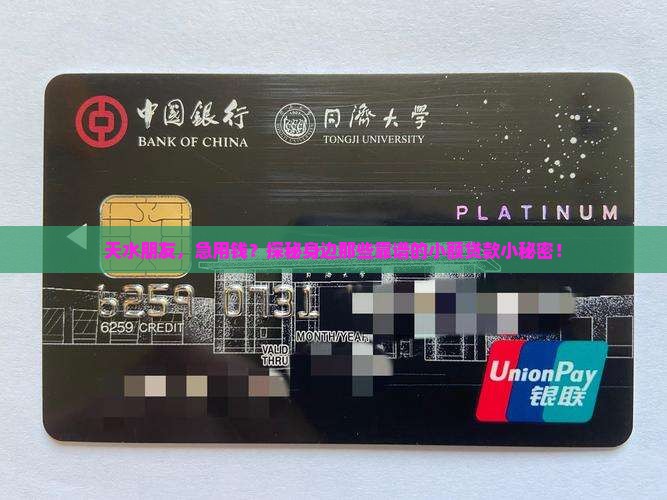 中國銀行
BANK OF CHINA
同濟大學
TONGJI UNIVERSITY
PLATINUM
天水朋友，急用钱？探秘身边那些靠谱的小额贷款小秘密！
6259 0731
6259 CREDIT
MONTH/YEAR
VALID
THRU
UnionPay
银联